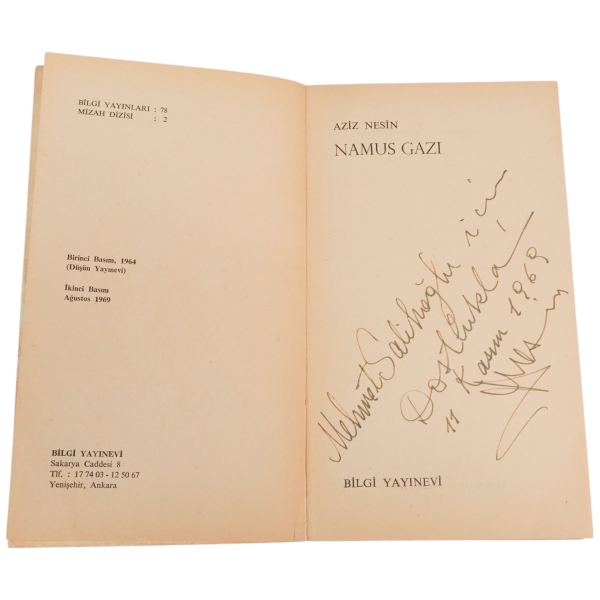 BİLGİ YAYINLARI : 78
MİZAH DİZİSİ : 2
Birinci Basım, 1964
(Düşün Yayınevi)
İkinci Basım
Ağustos 1969
BİLGİ YAYINEVİ
Sakarya Caddesi 8
Tlf. : 17 74 03 - 12 50 67
Yenişehir, Ankara
AZİZ NESİN
NAMUS GAZI
Mehmet Salihoğlu için
Dostlukla,
11 Kasım 1969
BİLGİ YAYINEVİ